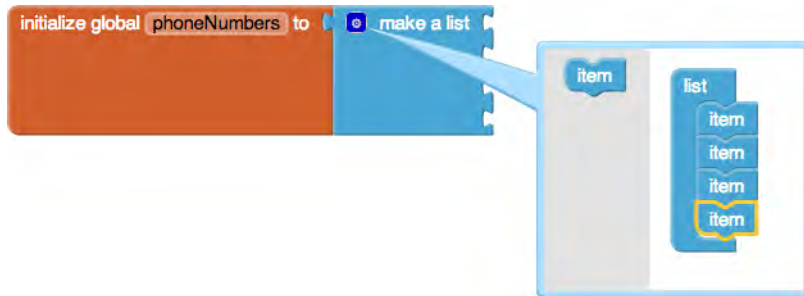 initialize global phoneNumbers to make a list
item
list
item
item
item
item